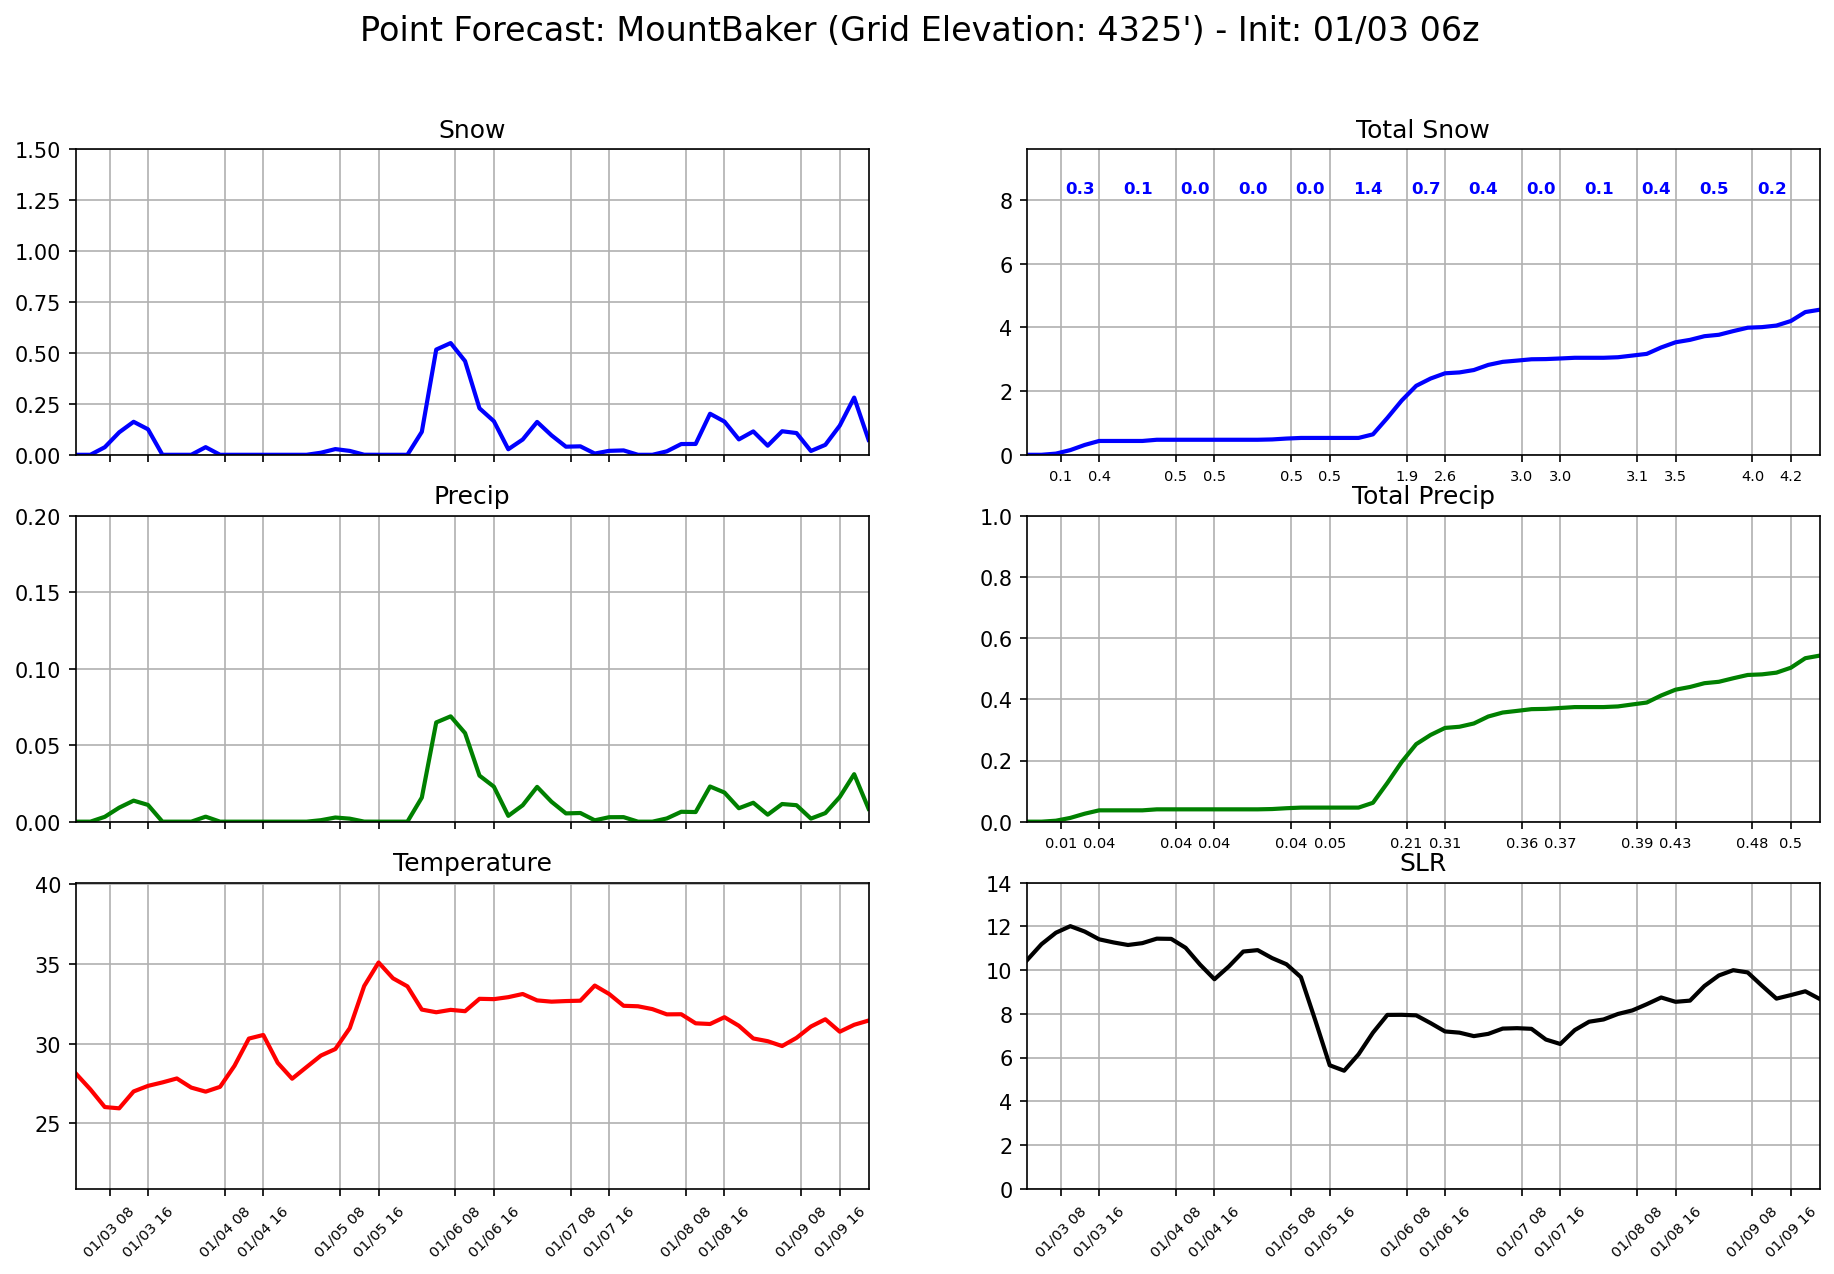 Point Forecast: MountBaker (Grid Elevation: 4325') - Init: 01/03 06z
Snow
1.50
1.25
1.00
0.75
0.50
0.25
0.00
Total Snow
0.3 0.1 0.0 0.0 0.0 1.4 0.7 0.4 0.0 0.1 0.4 0.5 0.2
8
6
4
2
0
0.1 0.4 0.5 0.5 0.5 0.5 1.9 2.6 3.0 3.0 3.1 3.5 4.0 4.2
Precip
0.20
0.15
0.10
0.05
0.00
Total Precip
1.0
0.8
0.6
0.4
0.2
0.0
0.01 0.04 0.04 0.04 0.04 0.05 0.21 0.31 0.36 0.37 0.39 0.43 0.48 0.5
Temperature
40
35
30
25
01/03 08 01/03 16 01/04 08 01/04 16 01/05 08 01/05 16 01/06 08 01/06 16 01/07 08 01/07 16 01/08 08 01/08 16 01/09 08 01/09 16
SLR
14
12
10
8
6
4
2
0
01/03 08 01/03 16 01/04 08 01/04 16 01/05 08 01/05 16 01/06 08 01/06 16 01/07 08 01/07 16 01/08 08 01/08 16 01/09 08 01/09 16